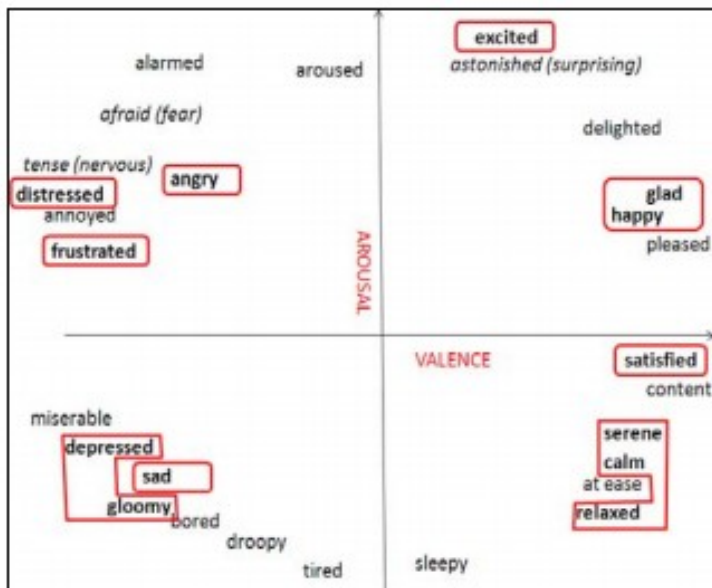 excited
alarmed
aroused
astonished (surprising)
afraid (fear)
delighted
tense (nervous)
angry
distressed
glad
annoyed
happy
frustrated
pleased
AROUSAL
VALENCE
satisfied
content
miserable
serene
depressed
calm
sad
at ease
gloomy
relaxed
bored
droopy
sleepy
tired